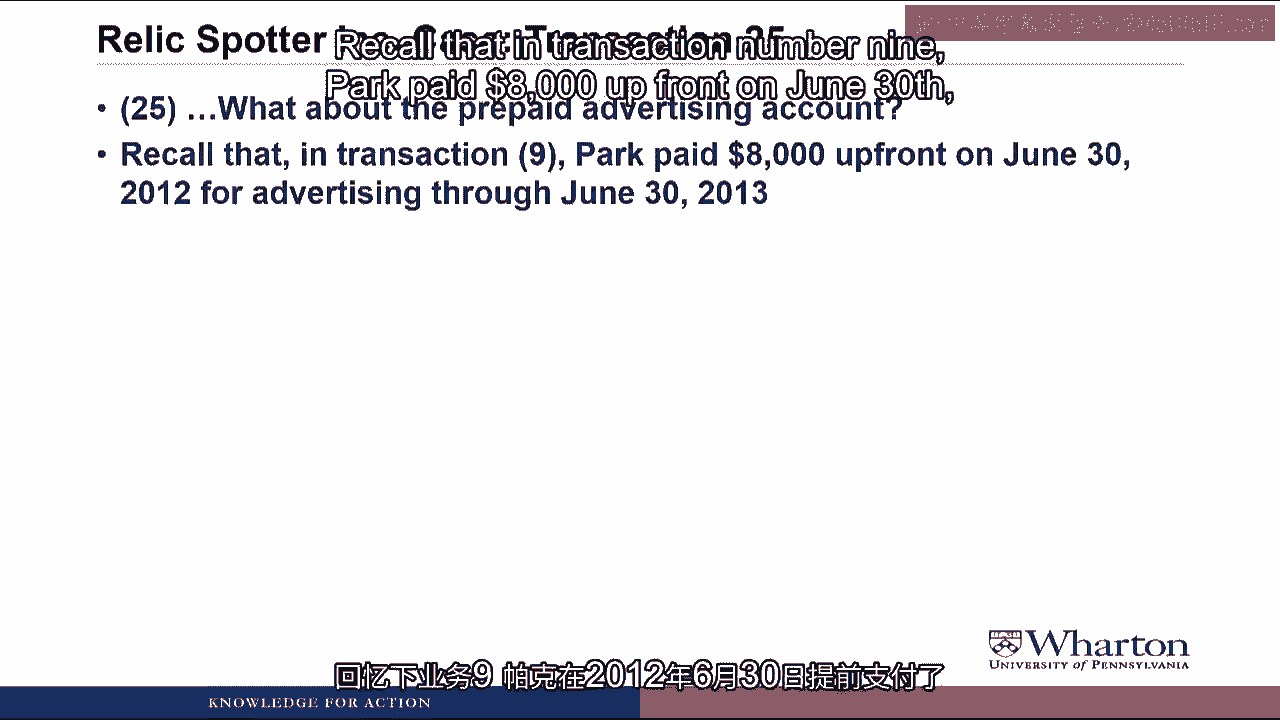 Relic Spotter Inc. Case: Transaction 25
Recall that in transaction number nine,
Park paid $8,000 up front on June 30th,
• (25) …What about the prepaid advertising account?
• Recall that, in transaction (9), Park paid $8,000 upfront on June 30,
2012 for advertising through June 30, 2013
Wharton
UNIVERSITY of PENNSYLVANIA
回忆下业务9 帕克在2012年6月30日提前支付了
KNOWLEDGE FOR ACTION